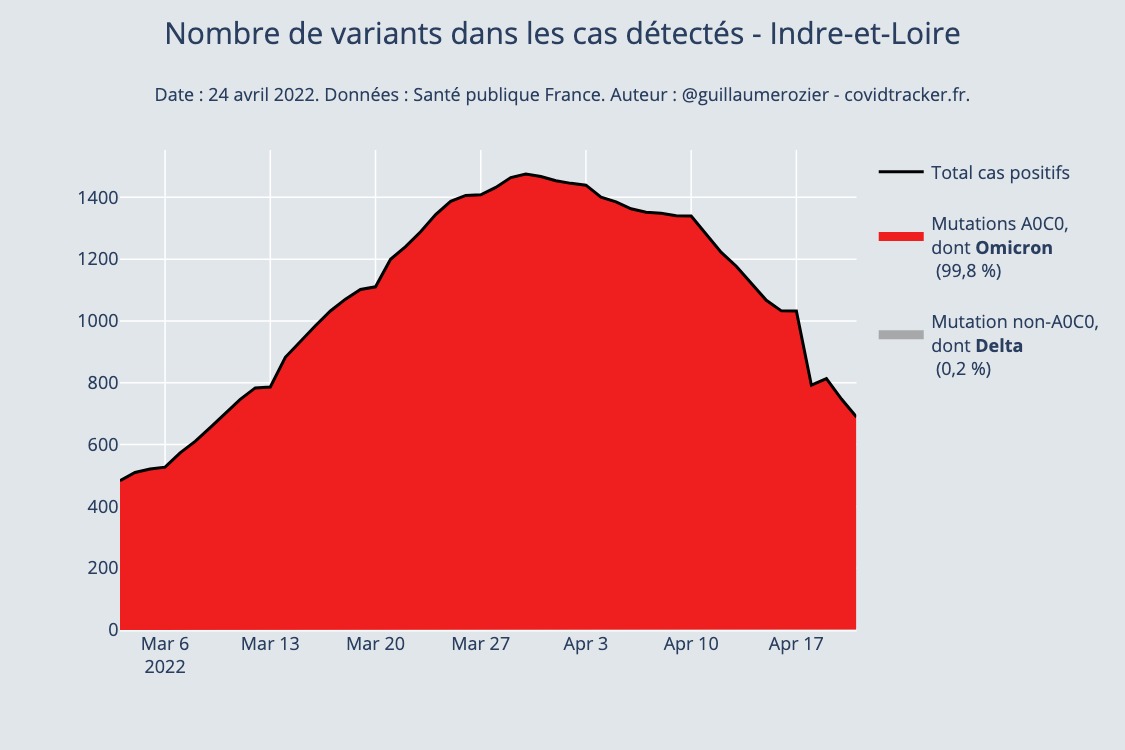 Nombre de variants dans les cas détectés - Indre-et-Loire
Date : 24 avril 2022. Données : Santé publique France. Auteur : @guillaumerozier - covidtracker.fr.
Total cas positifs
Mutations A0C0,
dont Omicron
(99,8 %)
Mutation non-A0C0,
dont Delta
(0,2 %)
1400
1200
1000
800
600
400
200
0
Mar 6
2022
Mar 13
Mar 20
Mar 27
Apr 3
Apr 10
Apr 17